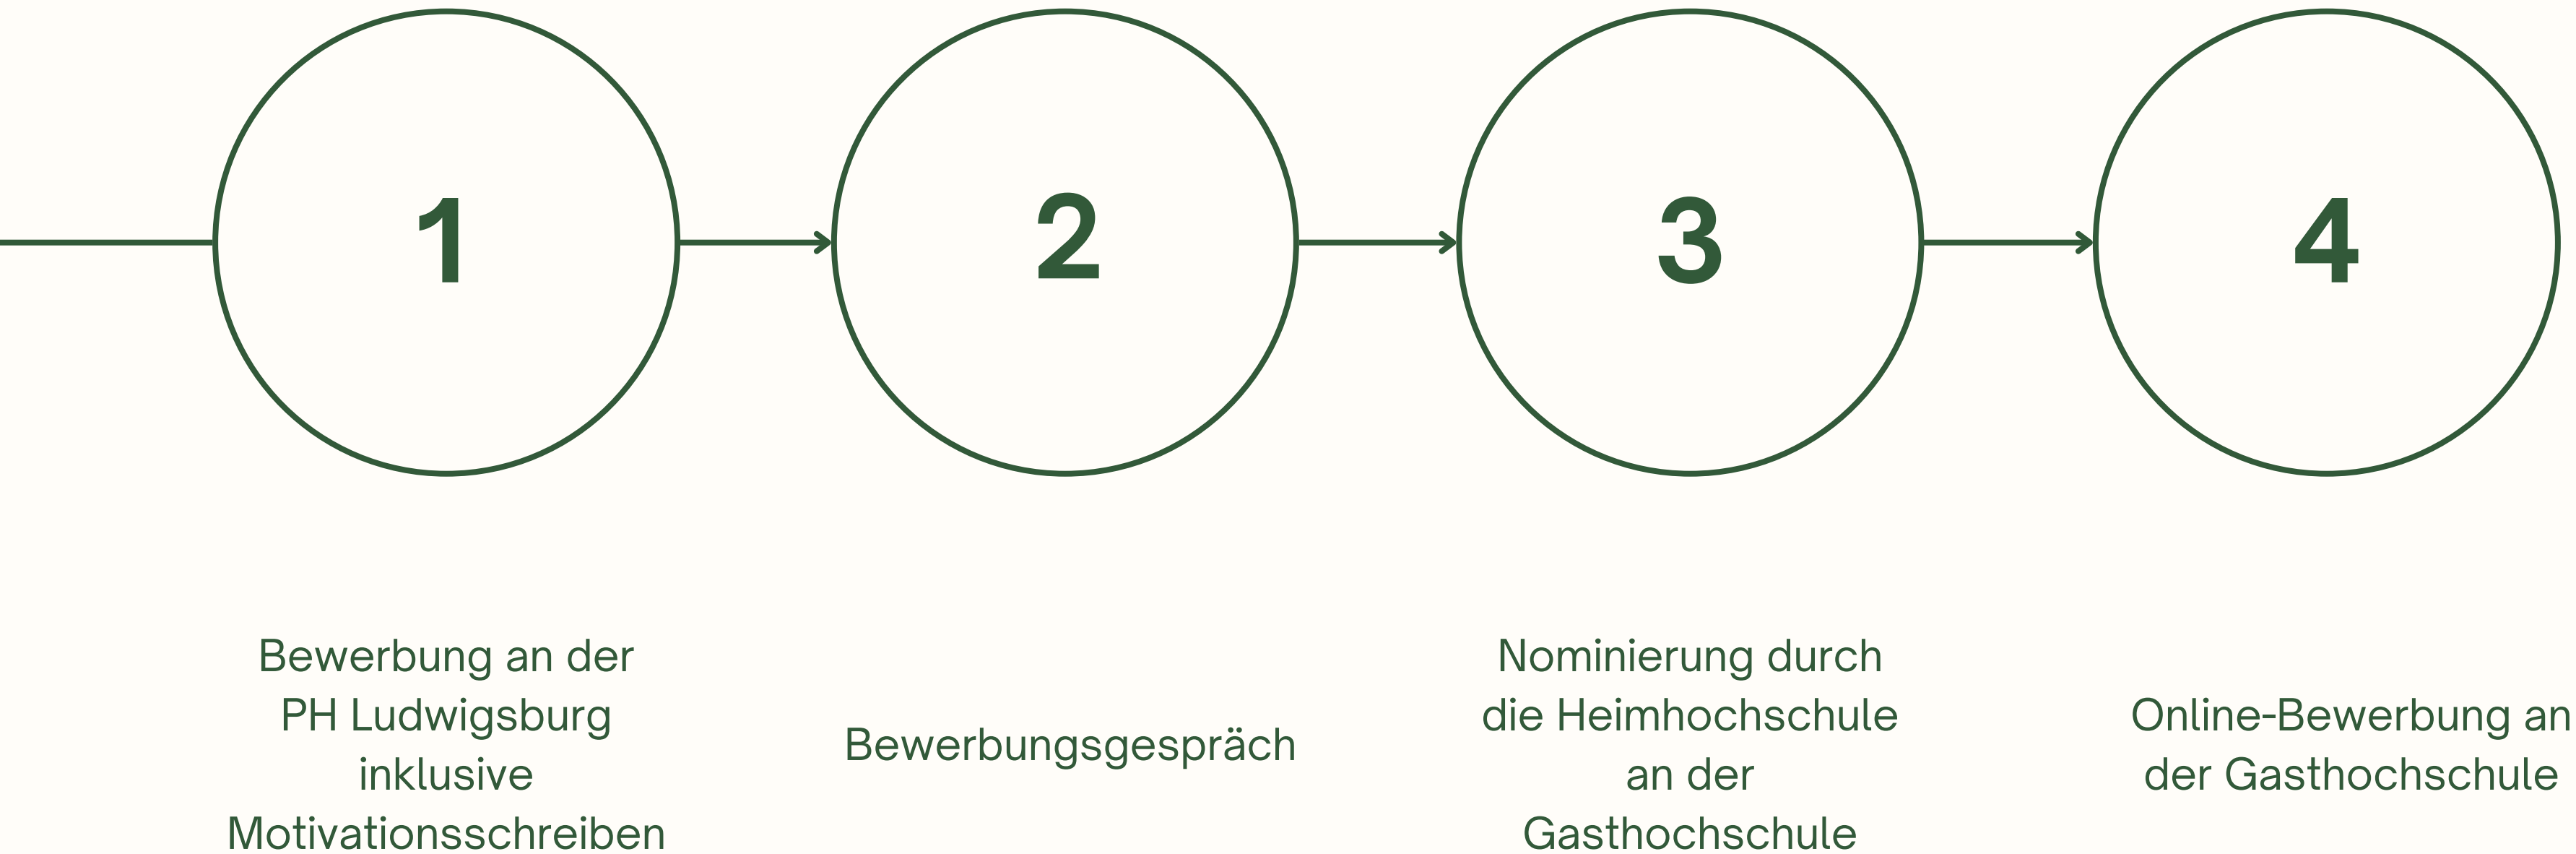 1
2
3
4
Bewerbung an der
PH Ludwigsburg
inklusive
Motivationsschreiben
Bewerbungsgespräch
Nominierung durch
die Heimhochschule
an der
Gasthochschule
Online-Bewerbung an
der Gasthochschule